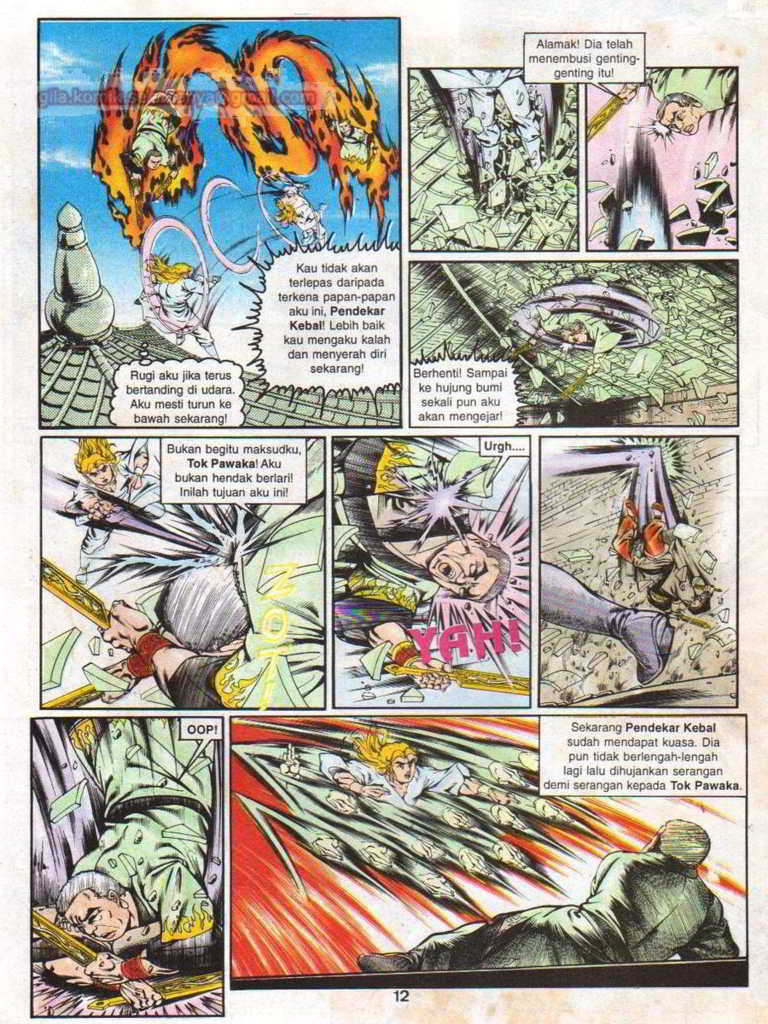 Kau tidak akan
terlepas daripada
terkena papan-papan
aku ini, Pendekar
Kebal! Lebih baik
kau mengaku kalah
dan menyerah diri
sekarang!
Rugi aku jika terus
bertanding di udara.
Aku mesti turun ke
bawah sekarang!
Alamak! Dia telah
menembusi genting-
genting itu!
Berhenti! Sampai
ke hujung bumi
sekali pun aku
akan mengejar!
Bukan begitu maksudku,
Tok Pawaka! Aku
bukan hendak berlari!
Inilah tujuan aku ini!
Urgh....
YAH!
OOP!
Sekarang Pendekar Kebal
sudah mendapat kuasa. Dia
pun tidak berlengah-lengah
lagi lalu dihujankan serangan
demi serangan kepada Tok Pawaka.
12